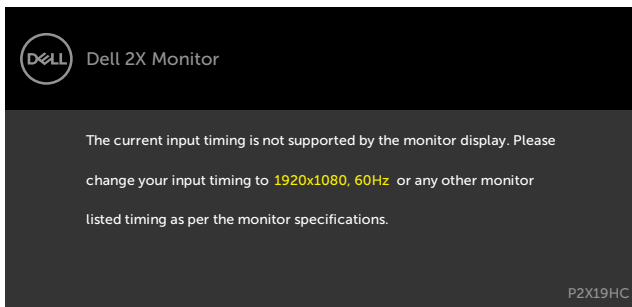 DELL Dell 2X Monitor
The current input timing is not supported by the monitor display. Please
change your input timing to 1920x1080, 60Hz or any other monitor
listed timing as per the monitor specifications.
P2X19HC